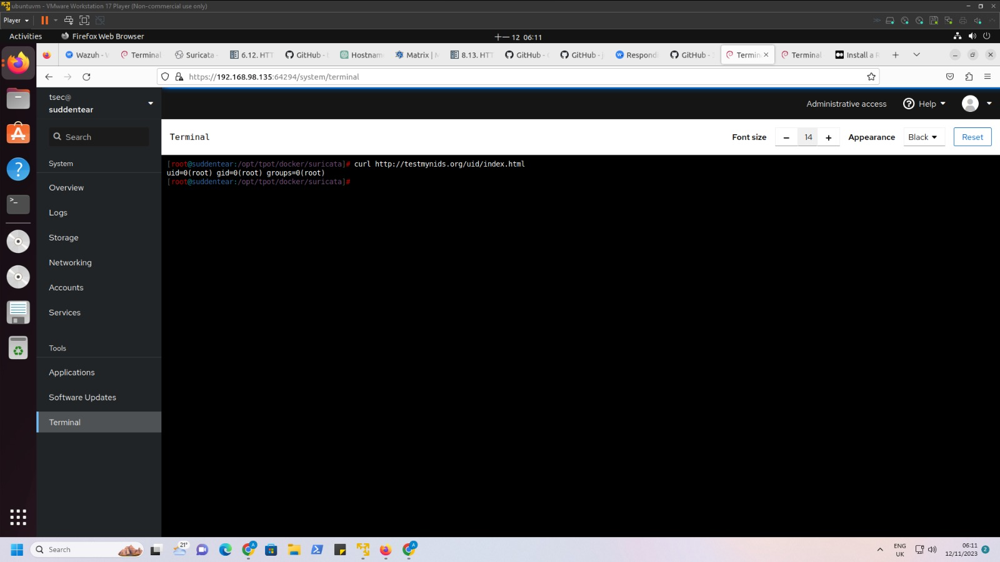 ubuntuvm - VMware Workstation 17 Player (Non-commercial use only)
Player
Activities
Firefox Web Browser
十一 12 06:11
Wazuh -
Terminal
Suricata
6.12. HTT
GitHub -
Hostnam
Matrix |
8.13. HTT
GitHub -
GitHub -
Respondi
GitHub -
Termin
Terminal
Install a R
https://192.168.98.135:64294/system/terminal
tsec@
suddentear
Administrative access
Help
Search
Terminal
Font size
14
Appearance
Black
Reset
System
Overview
Logs
Storage
Networking
Accounts
Services
Tools
Applications
Software Updates
Terminal
[root@suddentear:/opt/tpot/docker/suricata]# curl http://testmynids.org/uid/index.html
uid=0(root) gid=0(root) groups=0(root)
[root@suddentear:/opt/tpot/docker/suricata]#
Search
21°
ENG
UK
06:11
12/11/2023
2